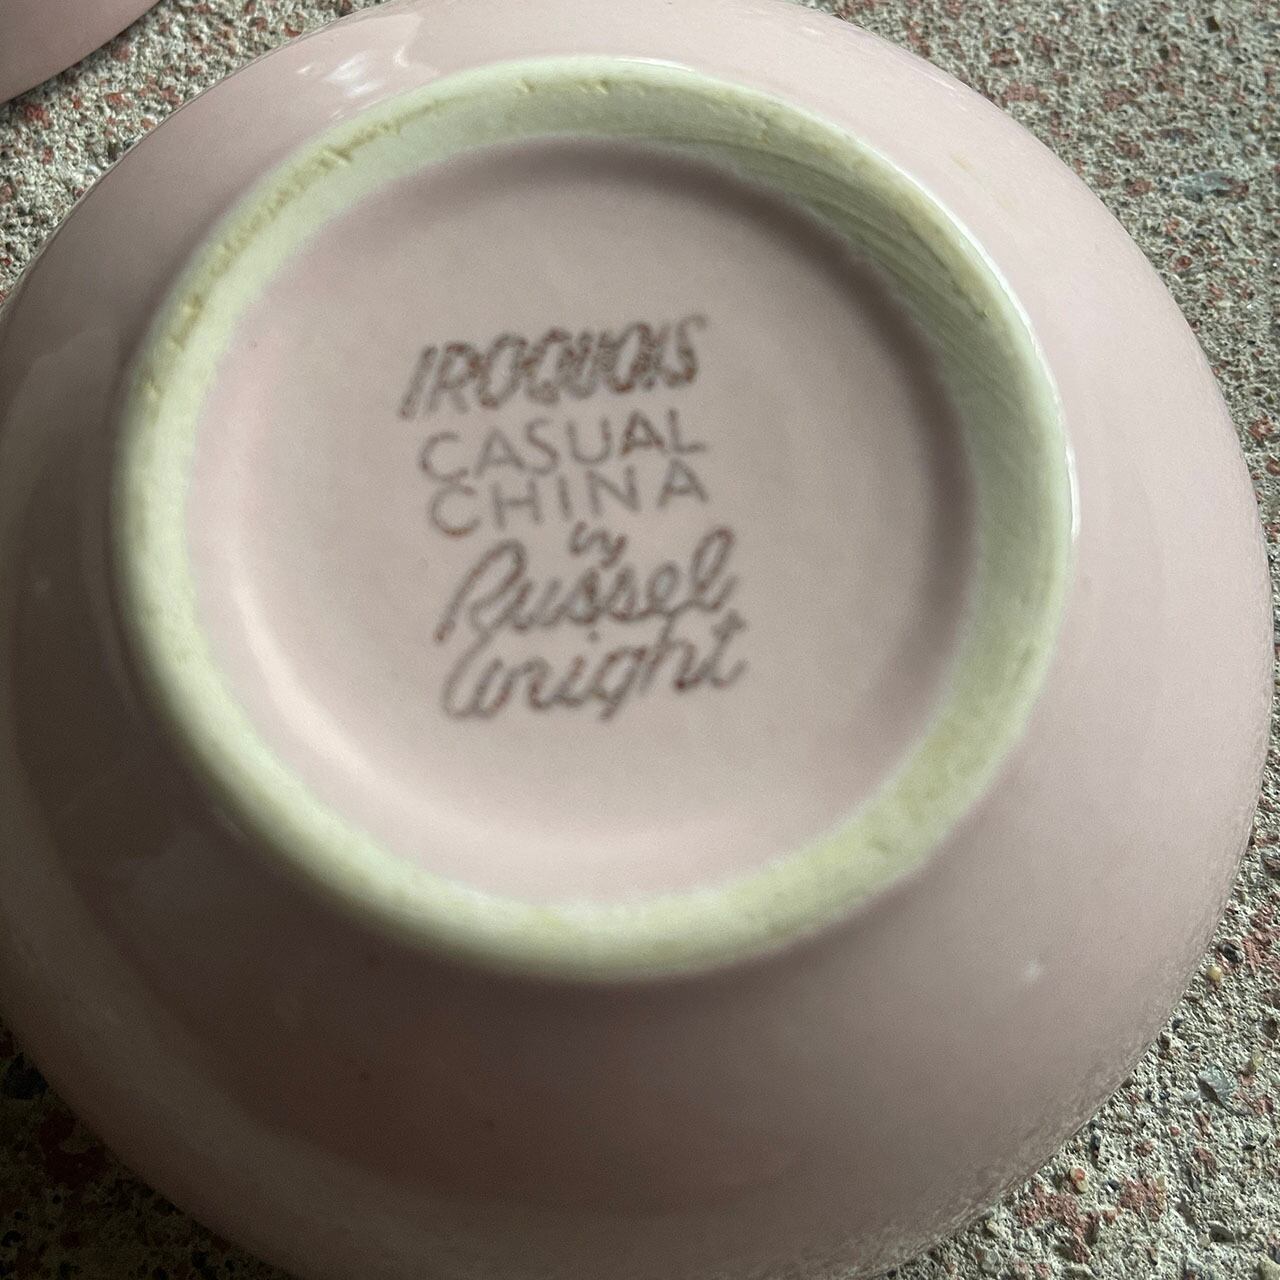 IROQUOIS
CASUAL
CHINA
by
Russel
Wright